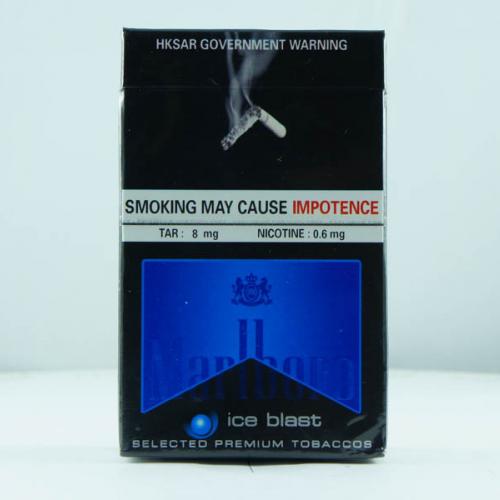 HKSAR GOVERNMENT WARNING
SMOKING MAY CAUSE IMPOTENCE
TAR : 8 mg NICOTINE : 0.6 mg
Marlboro
ice blast
SELECTED PREMIUM TOBACCOS